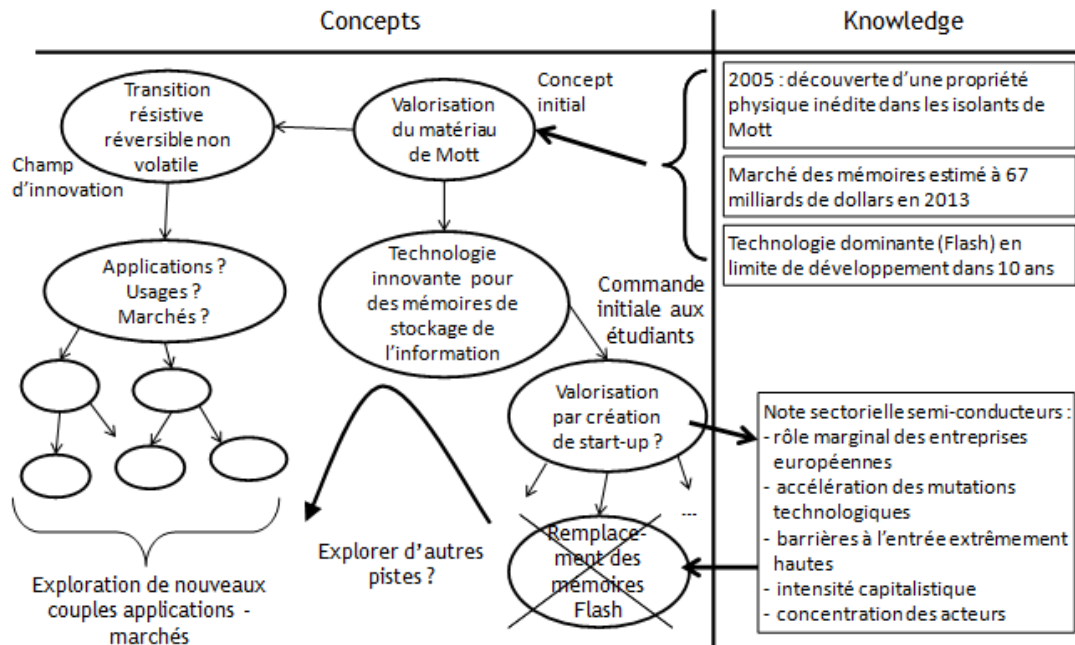 Concepts
Knowledge
Transition
résistive
réversible non
volatile
Champ
d'innovation
Valorisation
du matériau
de Mott
Concept
initial
Applications ?
Usages ?
Marchés ?
Technologie
innovante pour
des mémoires de
stockage de
l'information
Commande
initiale aux
étudiants
Valorisation
par création
de start-up ?
---
Remplace-
ment des
mémoires
Flash
Explorer d'autres
pistes ?
Exploration de nouveaux
couples applications -
marchés
2005 : découverte d'une propriété
physique inédite dans les isolants de
Mott
Marché des mémoires estimé à 67
milliards de dollars en 2013
Technologie dominante (Flash) en
limite de développement dans 10 ans
Note sectorielle semi-conducteurs :
- rôle marginal des entreprises
européennes
- accélération des mutations
technologiques
- barrières à l'entrée extrêmement
hautes
- intensité capitalistique
- concentration des acteurs